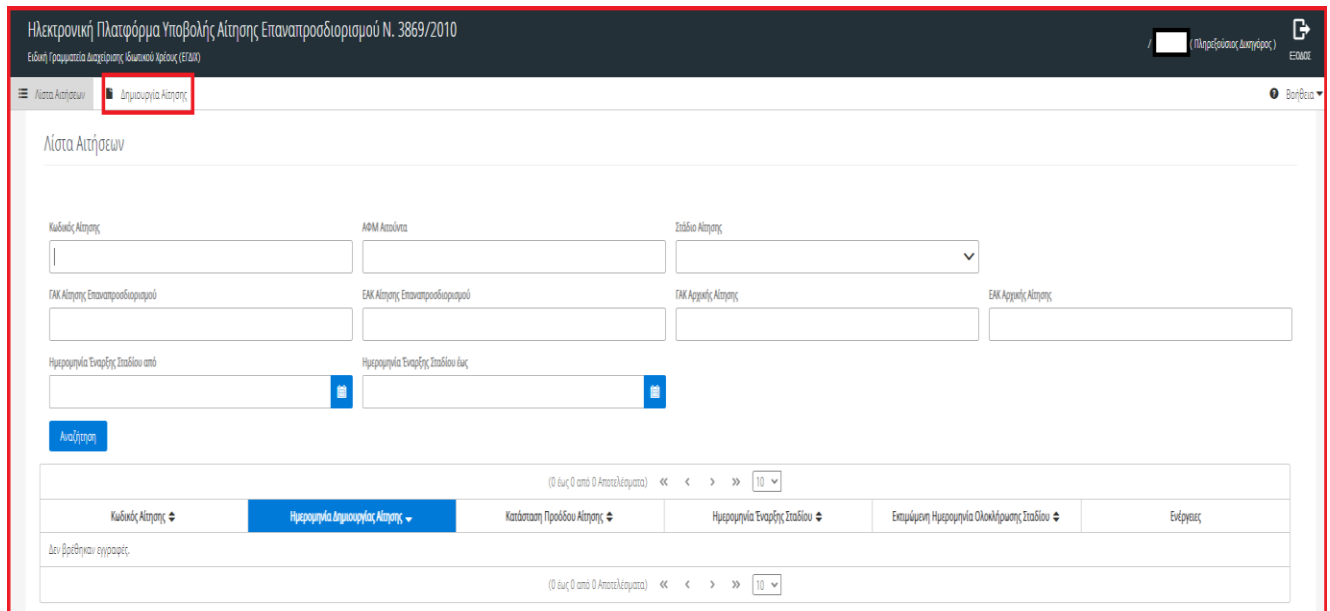 Ηλεκτρονική Πλατφόρμα Υποβολής Αίτησης Επαναπροσδιορισμού Ν. 3869/2010
Ειδική Γραμματεία Διαχείρισης Ιδιωτικού Χρέους (ΕΓΔΙΧ)
/ ( Πληρεξούσιος Δικηγόρος )
ΕΞΟΔΟΣ
Λίστα Αιτήσεων Δημιουργία Αίτησης Βοήθεια
Λίστα Αιτήσεων
Κωδικός Αίτησης ΑΦΜ Αιτούντα Στάδιο Αίτησης
ΓΑΚ Αίτησης Επαναπροσδιορισμού ΕΑΚ Αίτησης Επαναπροσδιορισμού ΓΑΚ Αρχικής Αίτησης ΕΑΚ Αρχικής Αίτησης
Ημερομηνία Έναρξης Σταδίου από Ημερομηνία Έναρξης Σταδίου έως
Αναζήτηση
(0 έως 0 από 0 Αποτελέσματα) 10
Κωδικός Αίτησης Ημερομηνία Δημιουργίας Αίτησης Κατάσταση Προόδου Αίτησης Ημερομηνία Έναρξης Σταδίου Εκτιμώμενη Ημερομηνία Ολοκλήρωσης Σταδίου Ενέργειες
Δεν βρέθηκαν εγγραφές.
(0 έως 0 από 0 Αποτελέσματα) 10